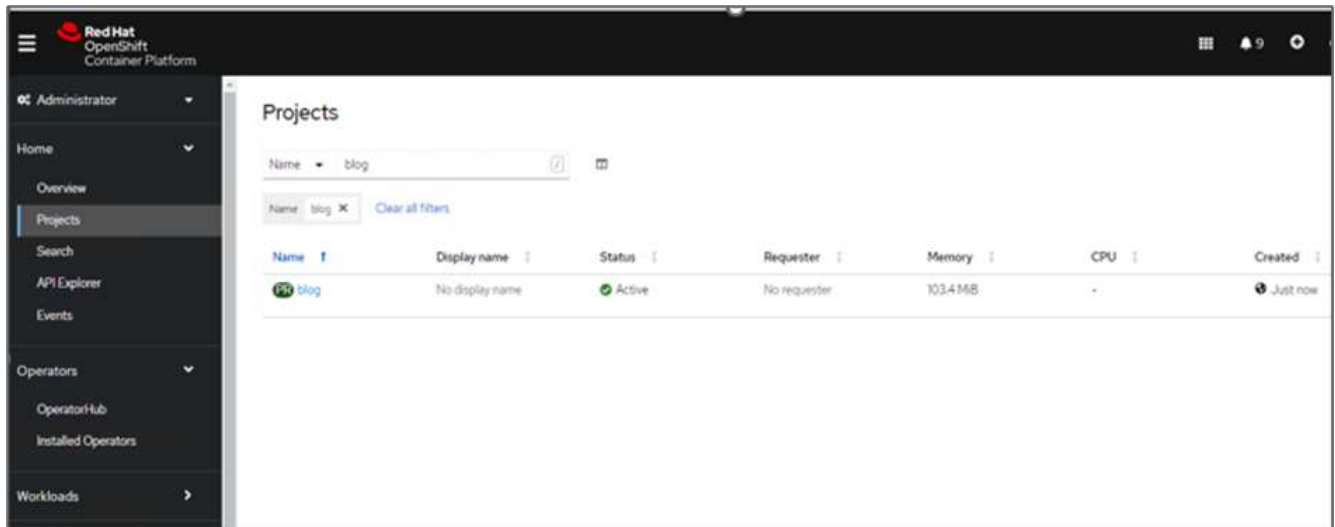 Red Hat
OpenShift
Container Platform
9
Administrator
Home
Overview
Projects
Search
API Explorer
Events
Operators
OperatorHub
Installed Operators
Workloads
Projects
Name blog /
Name blog × Clear all filters
Name Display name Status Requester Memory CPU Created
PR blog No display name Active No requester 103.4 MiB - Just now